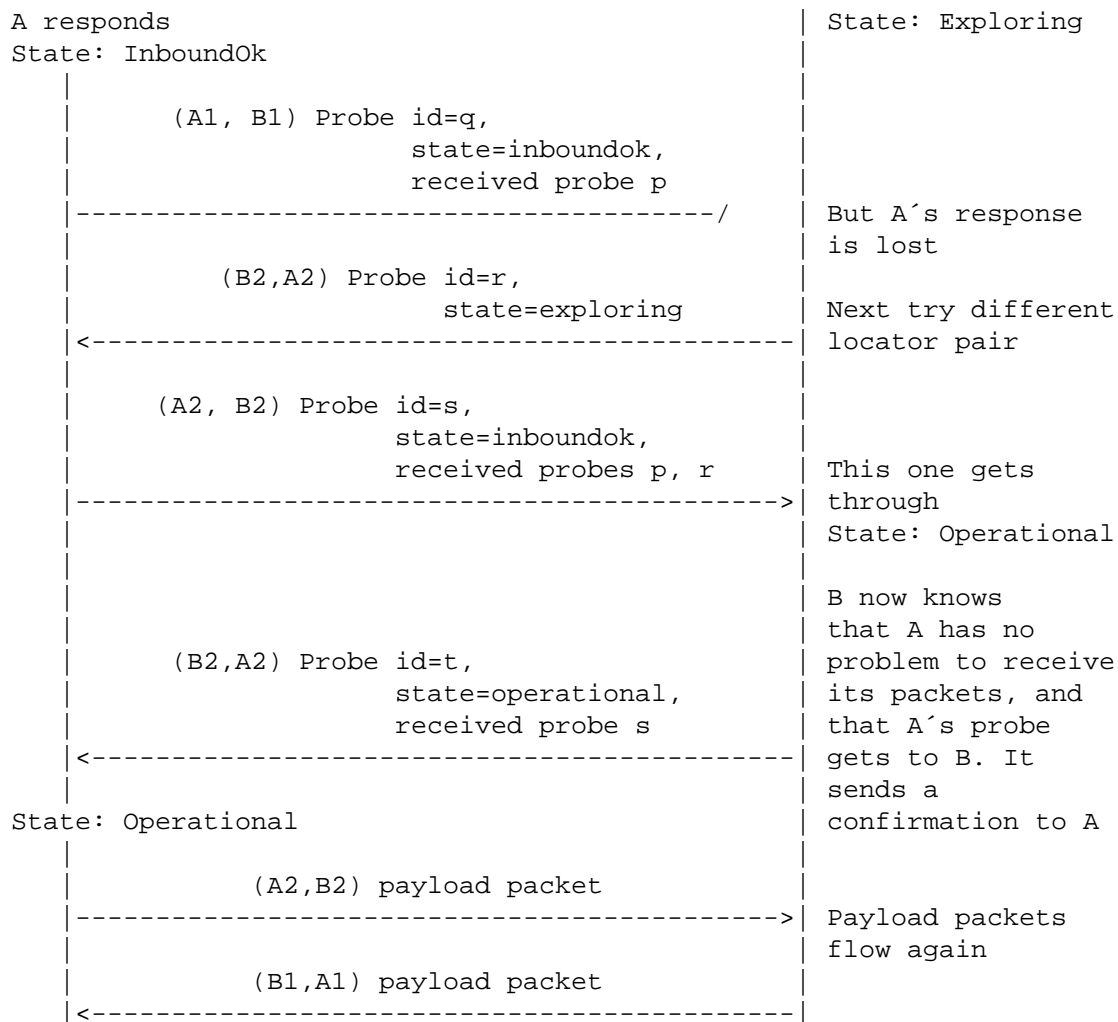 A responds | State: Exploring
State: InboundOk |
| |
| (A1, B1) Probe id=q, |
| state=inboundok, |
| received probe p |
|----------------------------------------/ | But A´s response
| | is lost
| (B2,A2) Probe id=r, |
| state=exploring | Next try different
|<--------------------------------------------| locator pair
| |
| (A2, B2) Probe id=s, |
| state=inboundok, |
| received probes p, r | This one gets
|-------------------------------------------->| through
| | State: Operational
| |
| | B now knows
| | that A has no
| (B2,A2) Probe id=t, | problem to receive
| state=operational, | its packets, and
| received probe s | that A´s probe
|<--------------------------------------------| gets to B. It
| | sends a
State: Operational | confirmation to A
| |
| (A2,B2) payload packet |
|-------------------------------------------->| Payload packets
| | flow again
| (B1,A1) payload packet |
|<--------------------------------------------|